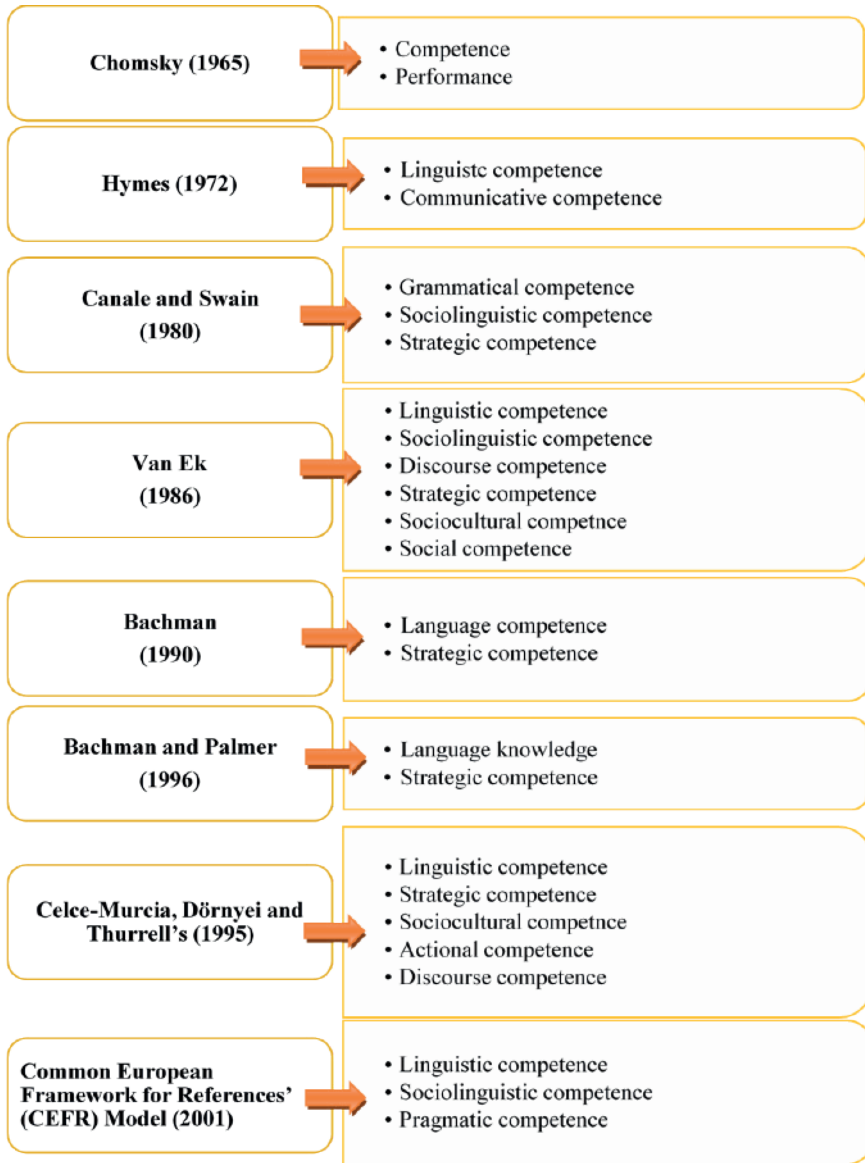 Chomsky (1965)
• Competence
• Performance
Hymes (1972)
• Linguistc competence
• Communicative competence
Canale and Swain
(1980)
• Grammatical competence
• Sociolinguistic competence
• Strategic competence
Van Ek
(1986)
• Linguistic competence
• Sociolinguistic competence
• Discourse competence
• Strategic competence
• Sociocultural competnce
• Social competence
Bachman
(1990)
• Language competence
• Strategic competence
Bachman and Palmer
(1996)
• Language knowledge
• Strategic competence
Celce-Murcia, Dörnyei and
Thurrell’s (1995)
• Linguistic competence
• Strategic competence
• Sociocultural competnce
• Actional competence
• Discourse competence
Common European
Framework for References’
(CEFR) Model (2001)
• Linguistic competence
• Sociolinguistic competence
• Pragmatic competence